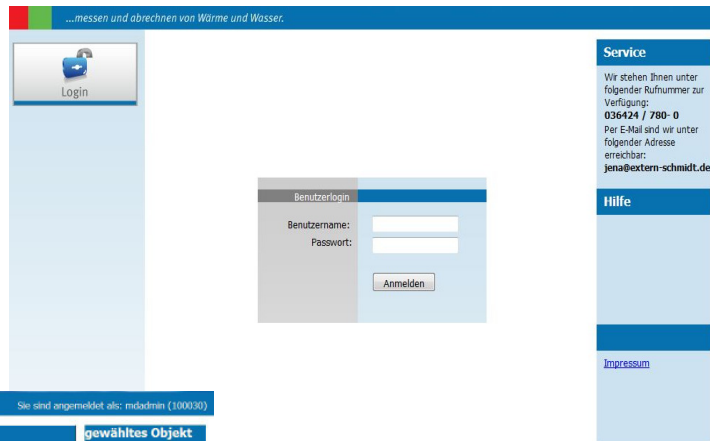 ...messen und abrechnen von Wärme und Wasser.
Login
Benutzerlogin
Benutzername:
Passwort:
Anmelden
Service
Wir stehen Ihnen unter
folgender Rufnummer zur
Verfügung:
036424 / 780- 0
Per E-Mail sind wir unter
folgender Adresse
erreichbar:
jena@extern-schmidt.de
Hilfe
Impressum
Sie sind angemeldet als: mdadmin (100030)
gewähltes Objekt